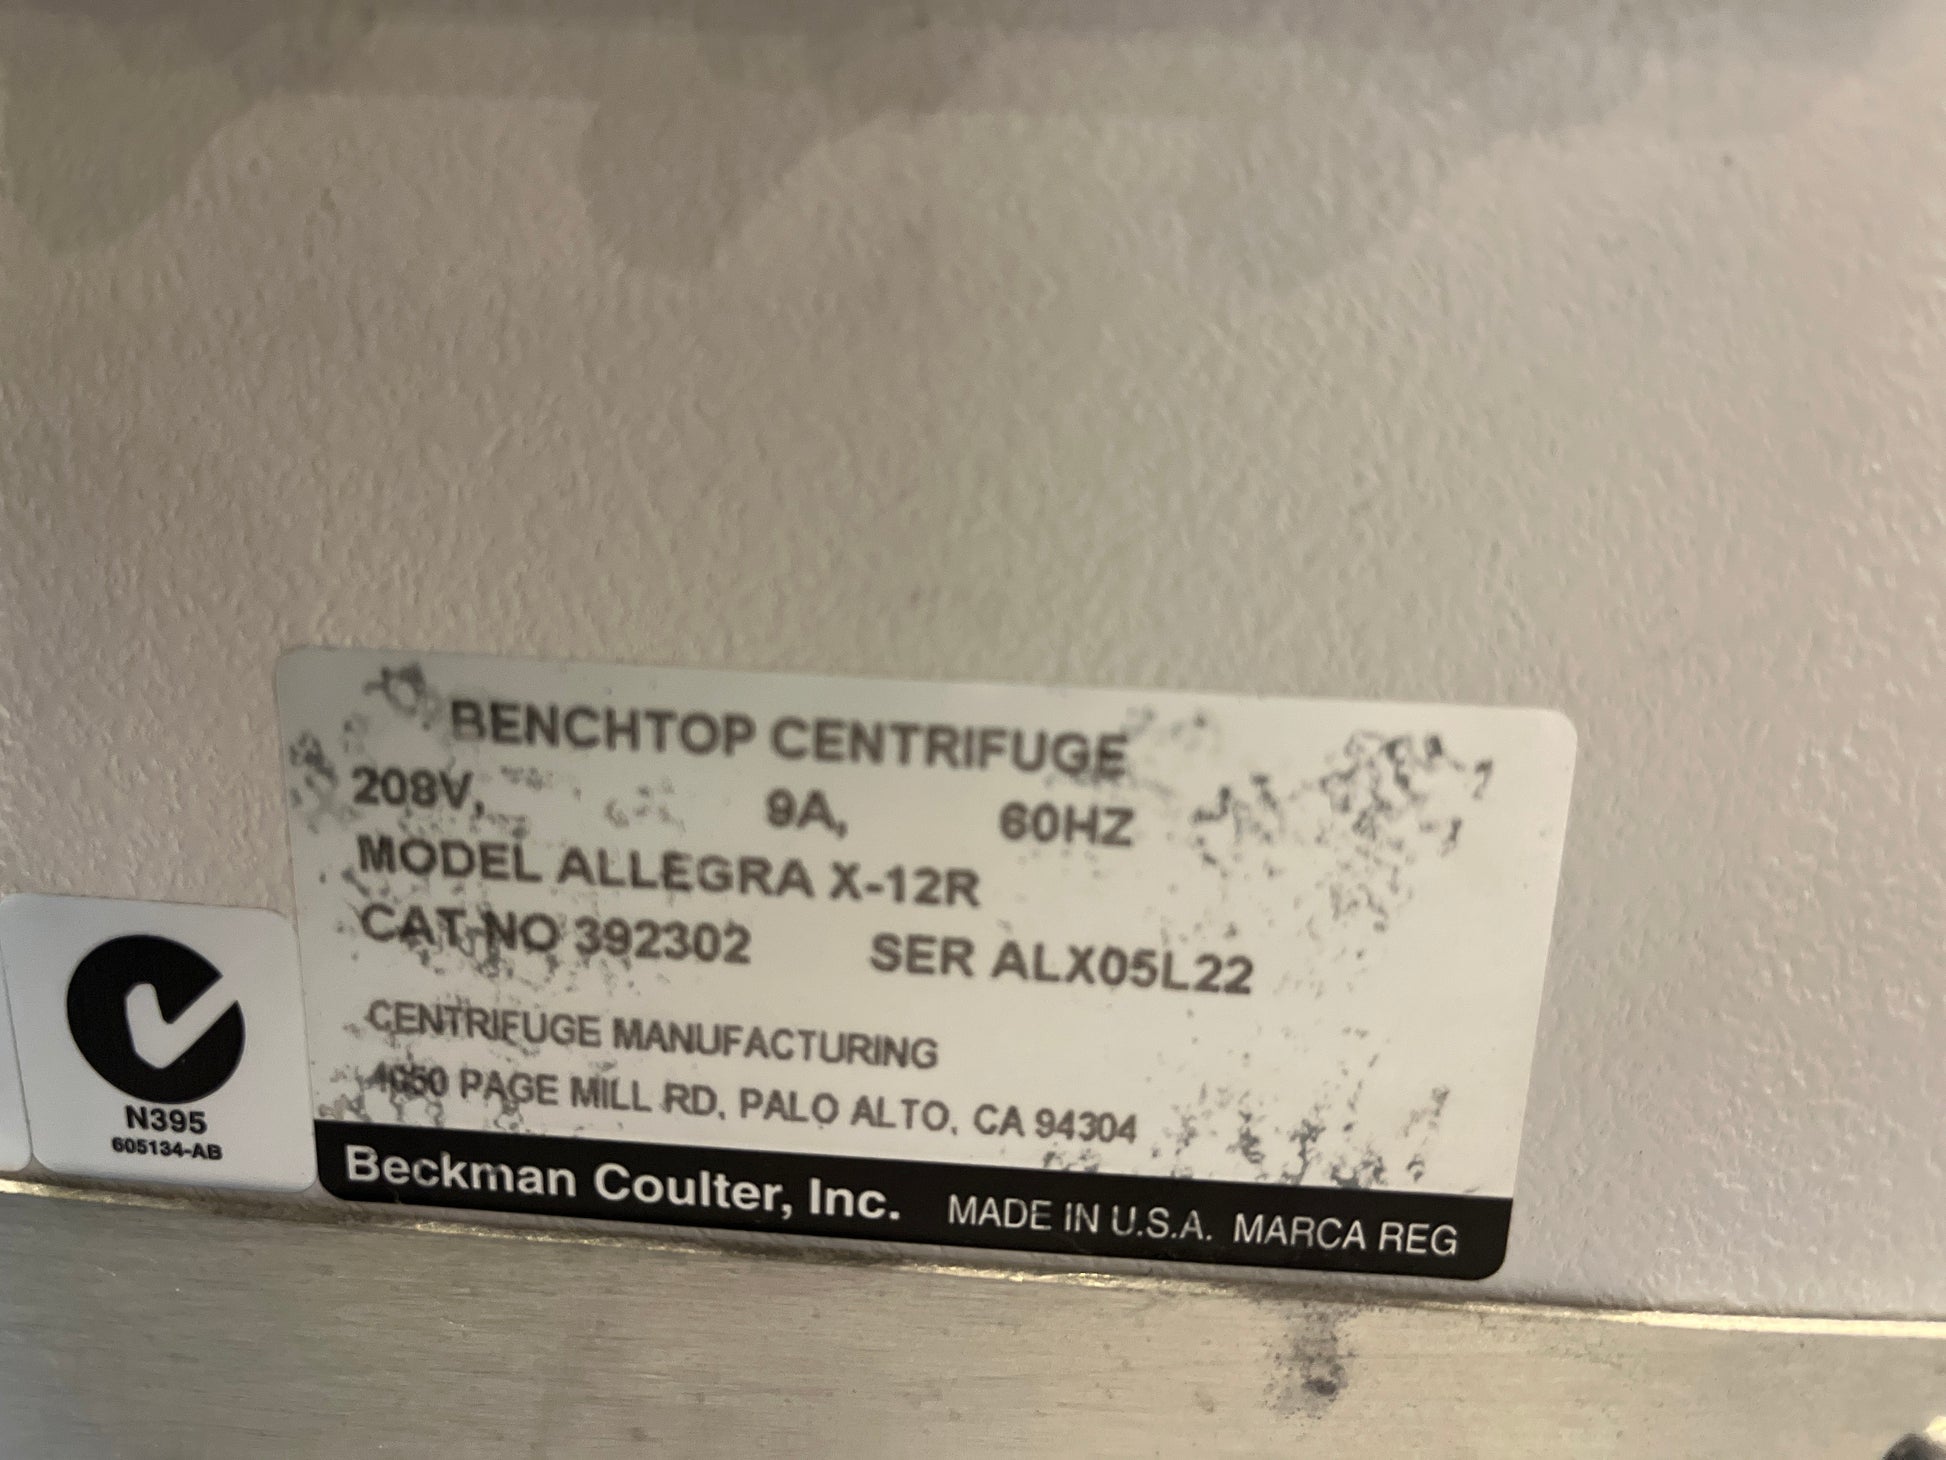 BENCHTOP CENTRIFUGE
208V, 9A, 60HZ
MODEL ALLEGRA X-12R
CAT NO 392302 SER ALX05L22
CENTRIFUGE MANUFACTURING
PAGE MILL RD, PALO ALTO, CA 94304
Beckman Coulter, Inc. MADE IN U.S.A. MARCA REG
N395
605134-AB